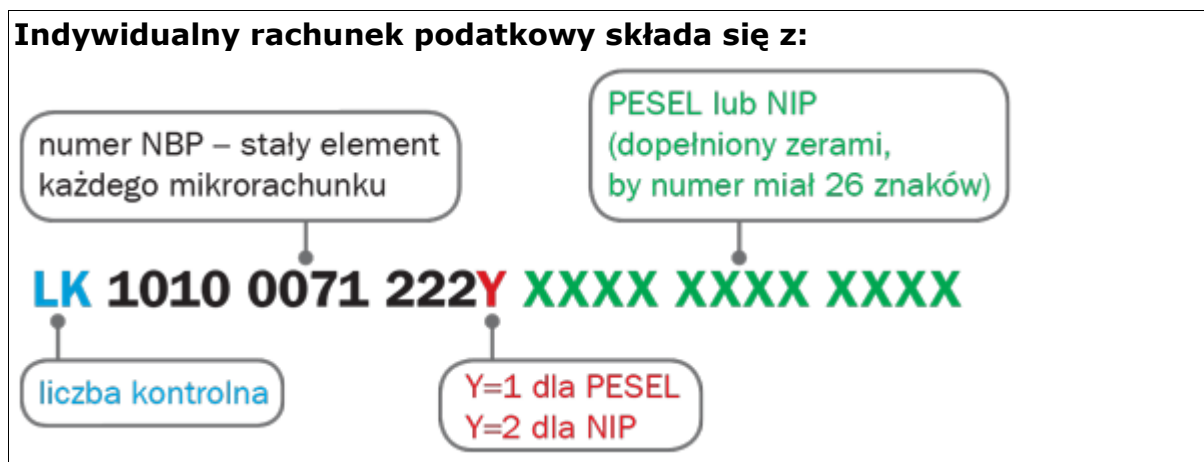 Indywidualny rachunek podatkowy składa się z:
numer NBP – stały element
każdego mikrorachunku
PESEL lub NIP
(dopełniony zerami,
by numer miał 26 znaków)
LK 1010 0071 222Y XXXX XXXX XXXX
liczba kontrolna
Y=1 dla PESEL
Y=2 dla NIP